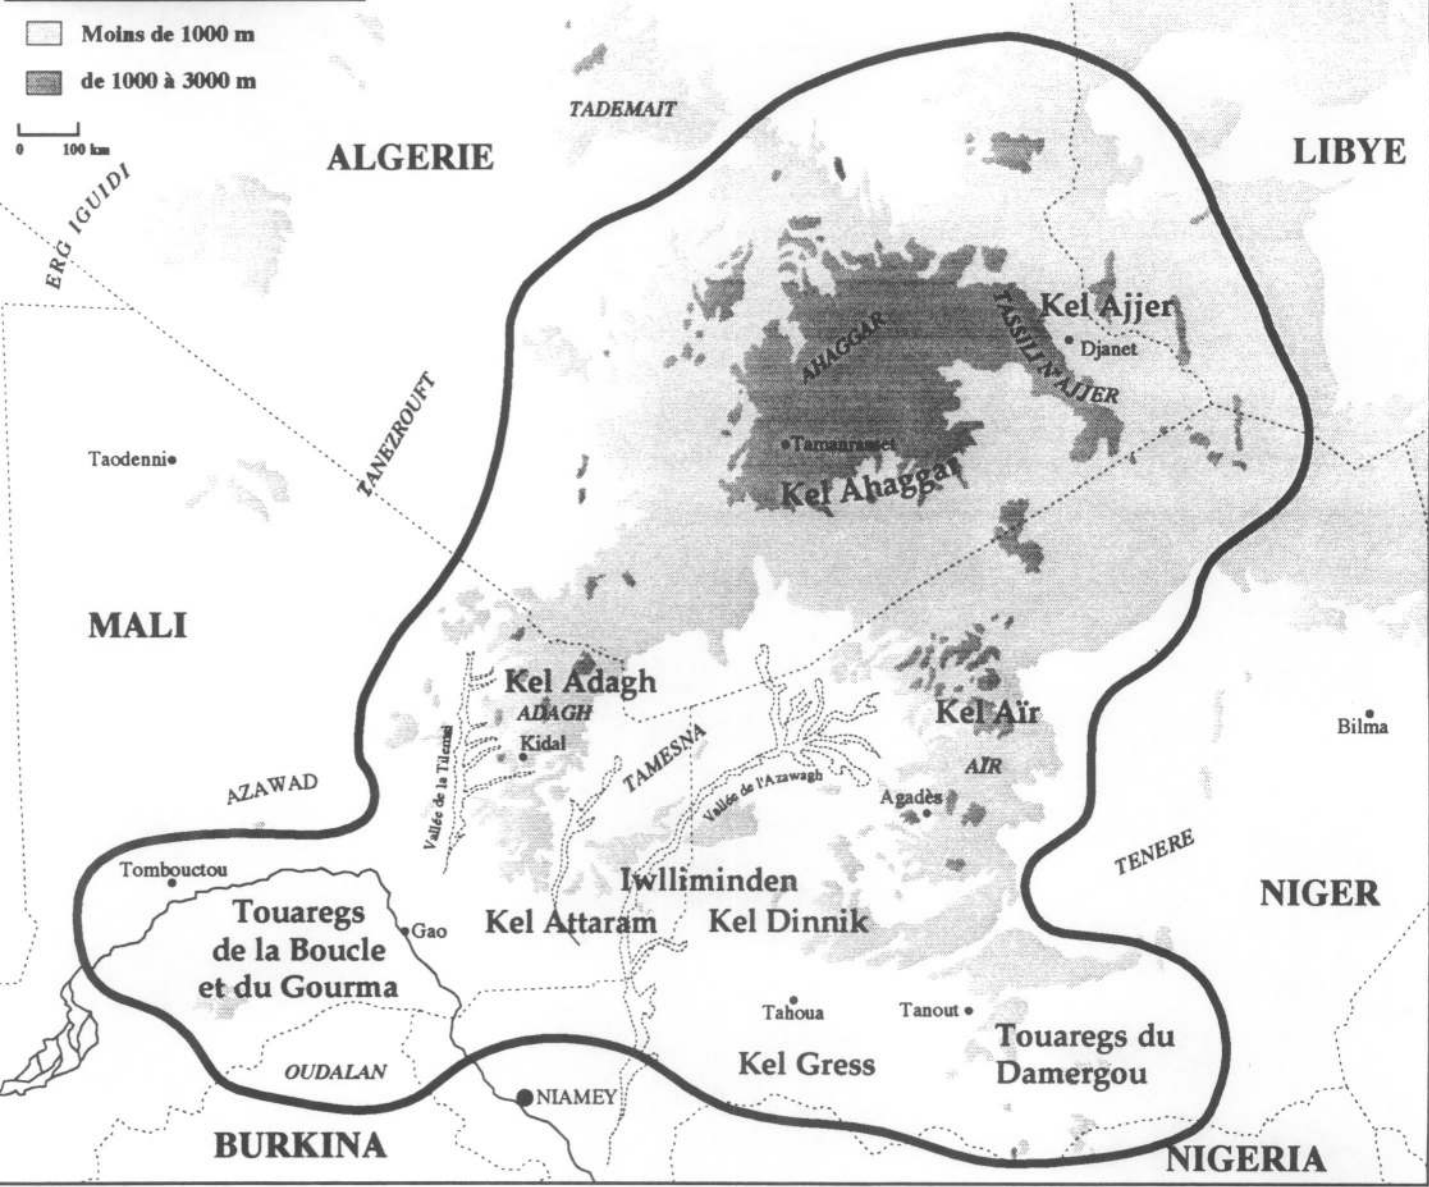 Moins de 1000 m
de 1000 à 3000 m
0 100 km
TADEMAIT
ALGERIE
LIBYE
ERG IGUIDI
Kel Ajjer
TASSILI N'AJJER
AHAGGAR
Djanet
TANEZROUFT
Taodenni
Tamanrasset
Kel Ahaggar
MALI
Kel Adagh
ADAGH
Kidal
Kel Aïr
AÏR
Bilma
TAMESNA
Vallée de la Tilemsi
Vallée de l'Azawagh
AZAWAD
Agadès
TENERE
Tombouctou
Iwlliminden
NIGER
Touaregs
de la Boucle
et du Gourma
Gao
Kel Attaram
Kel Dinnik
Tahoua
Tanout
Touaregs du
Damergou
Kel Gress
OUDALAN
NIAMEY
BURKINA
NIGERIA